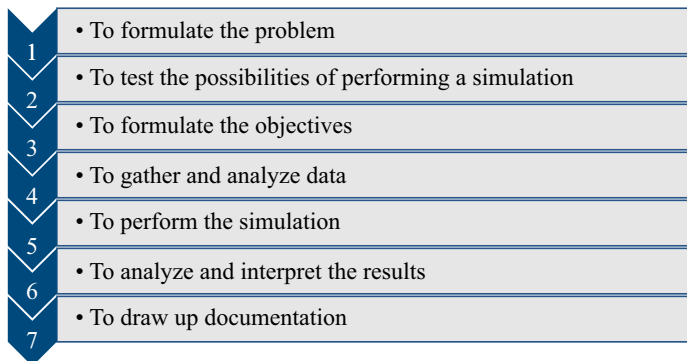 1
• To formulate the problem
2
• To test the possibilities of performing a simulation
3
• To formulate the objectives
4
• To gather and analyze data
5
• To perform the simulation
6
• To analyze and interpret the results
7
• To draw up documentation